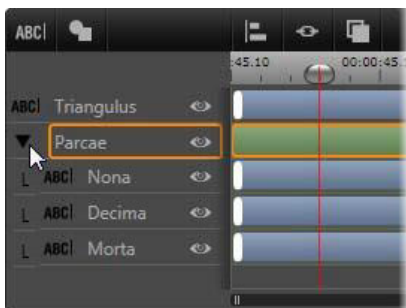 ABC
:45.10 00:00:45.
ABC Triangulus
Parcae
ABC Nona
ABC Decima
ABC Morta